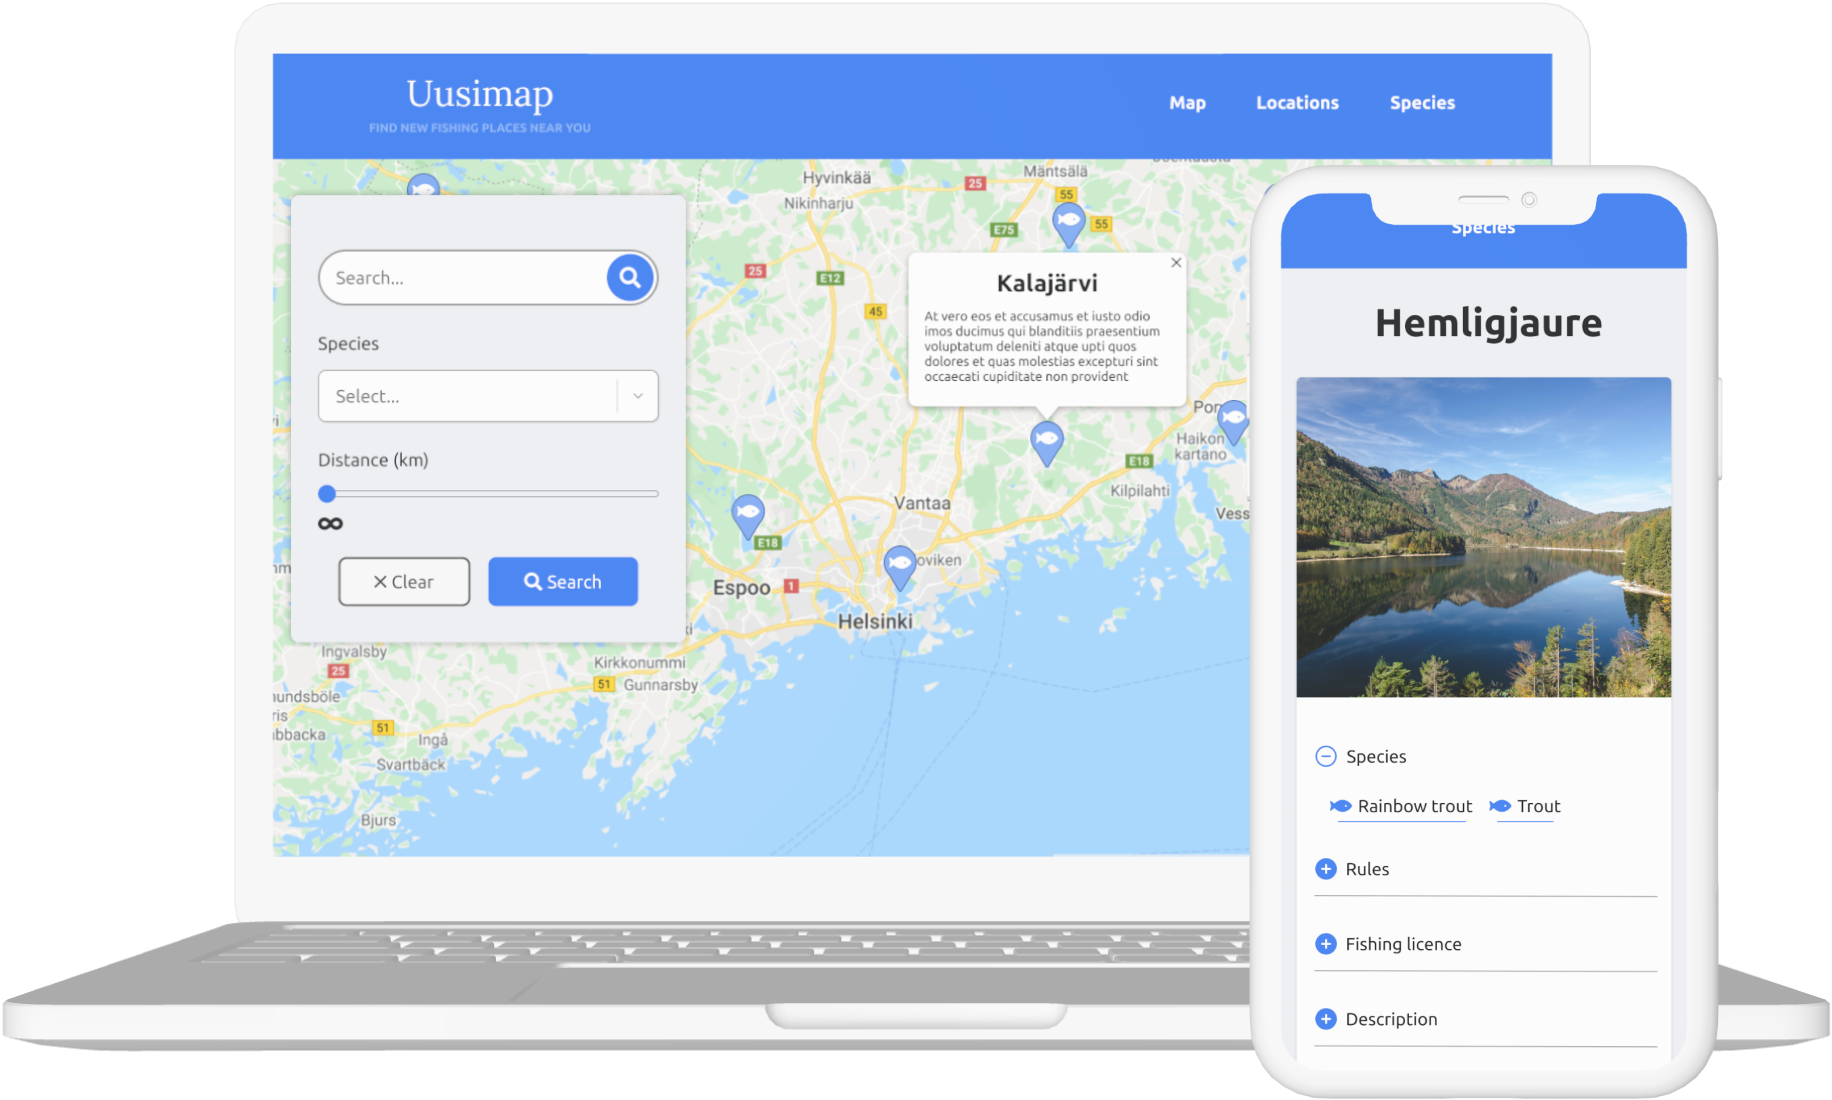 Uusimap
FIND NEW FISHING PLACES NEAR YOU
Map
Locations
Species
Search...
Species
Select...
Distance (km)
∞
× Clear
Search
Hyvinkää
Nikinharju
Mäntsälä
25
55
55
E75
25
E12
45
Kalajärvi
×
At vero eos et accusamus et iusto odio
imos ducimus qui blanditiis praesentium
voluptatum deleniti atque upti quos
dolores et quas molestias excepturi sint
occaecati cupiditate non provident
Por
Haikon
kartano
E18
Kilpilahti
Vess
Vantaa
E18
oviken
Espoo
1
Helsinki
Ingvalsby
25
Kirkkonummi
51
Gunnarsby
undsböle
ris
bbacka
51
Ingå
Svartbäck
Bjurs
Species
Hemligjaure
Species
Rainbow trout
Trout
Rules
Fishing licence
Description